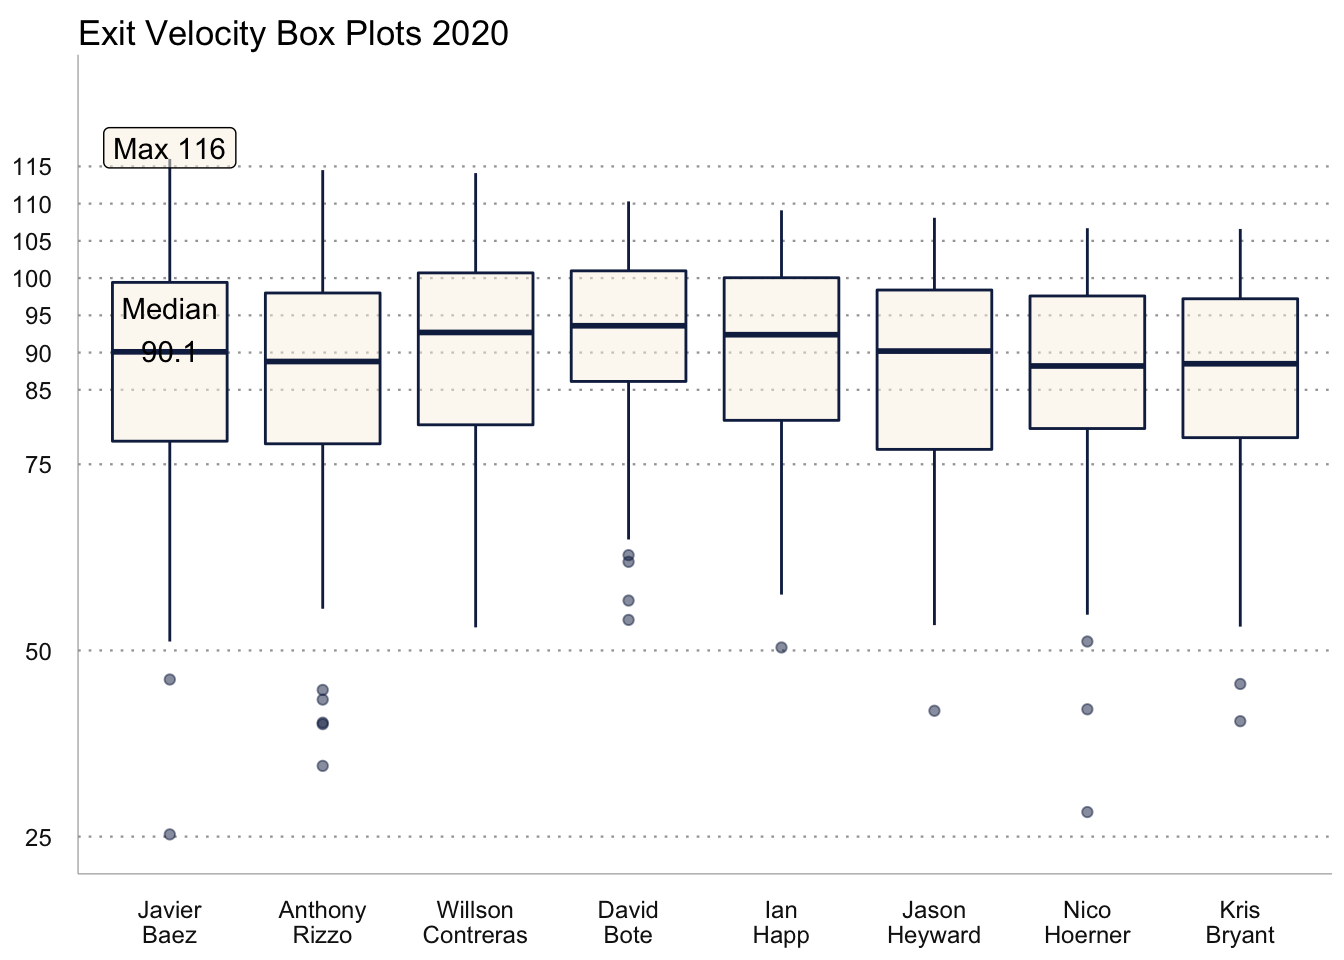 Exit Velocity Box Plots 2020
Max 116
115
110
105
100
Median
95
90.1
90
85
75
50
25
Javier Anthony Willson David Ian Jason Nico Kris
Baez Rizzo Contreras Bote Happ Heyward Hoerner Bryant